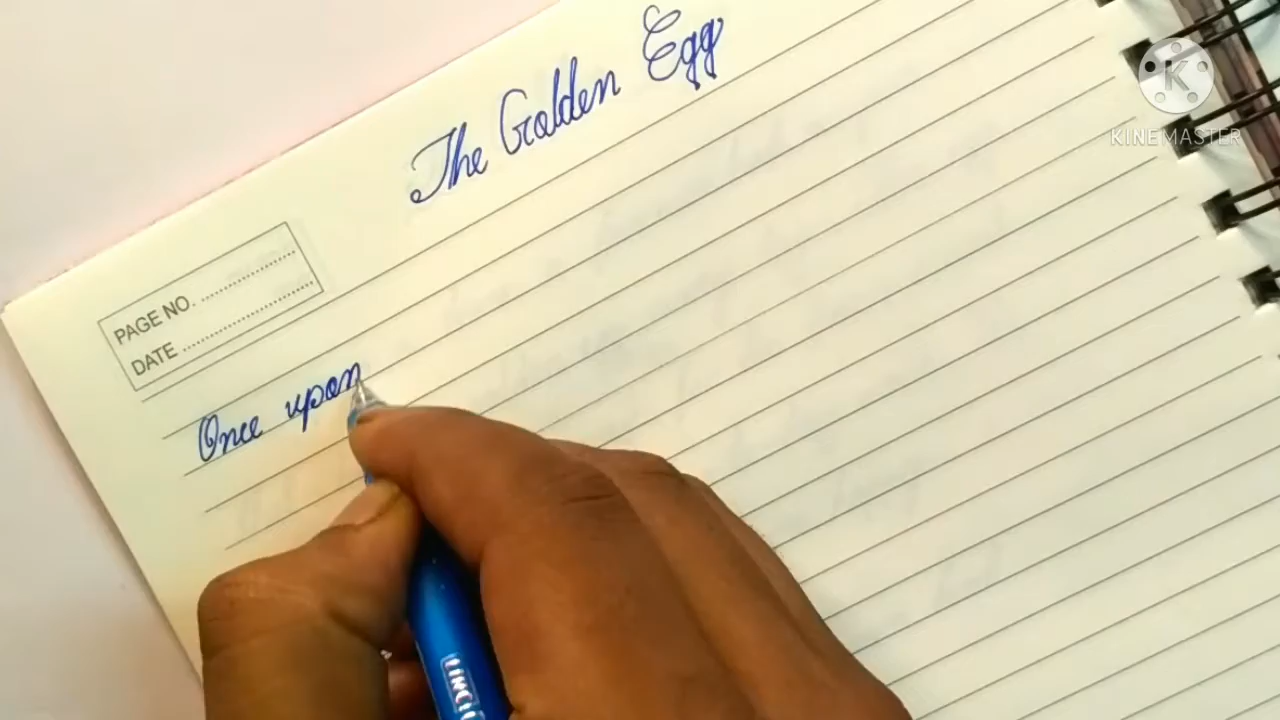 The Golden Egg
KINEMASTER
PAGE NO.
DATE
Once upon